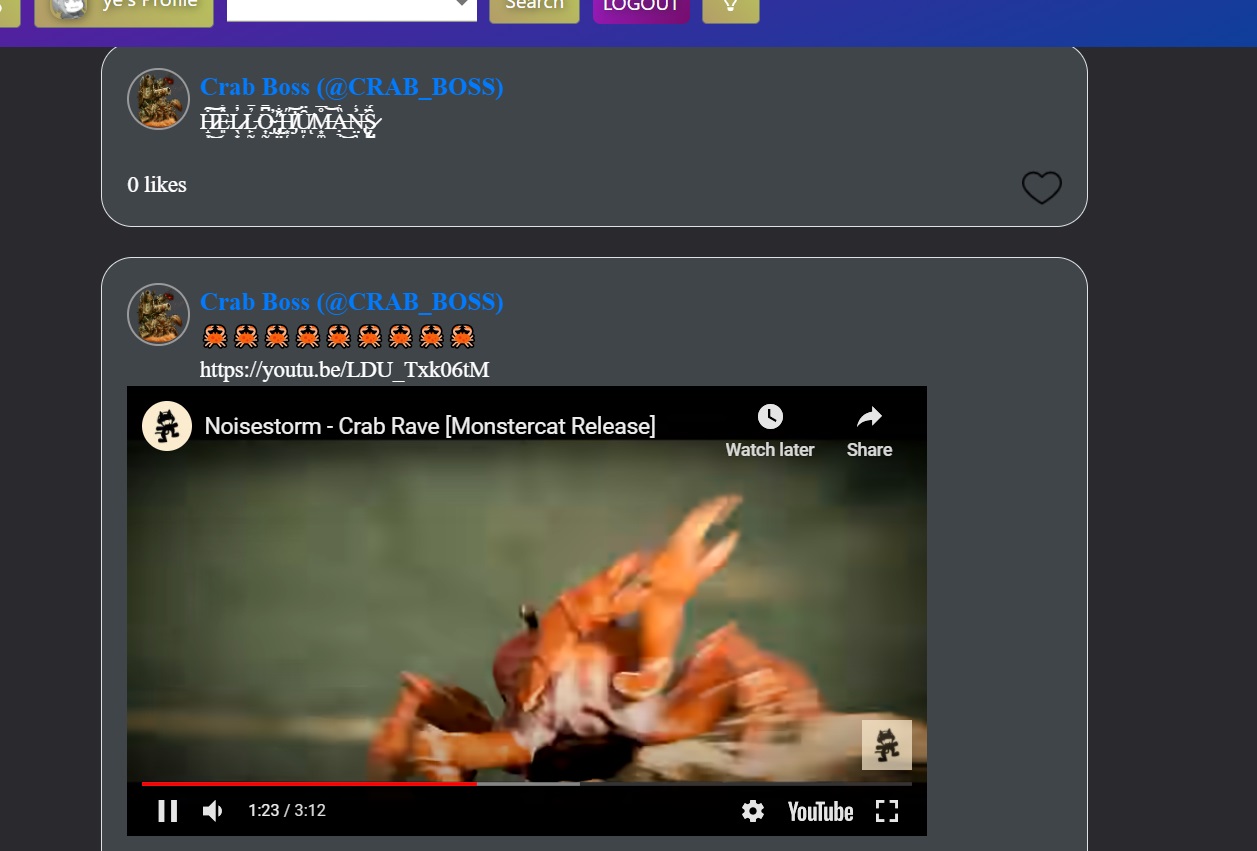 ye's Profile
Search
LOGOUT
Crab Boss (@CRAB_BOSS)
HELLO HUMANS
0 likes
Crab Boss (@CRAB_BOSS)
🦀🦀🦀🦀🦀🦀🦀🦀🦀
https://youtu.be/LDU_Txk06tM
Noisestorm - Crab Rave [Monstercat Release]
Watch later
Share
1:23 / 3:12
YouTube